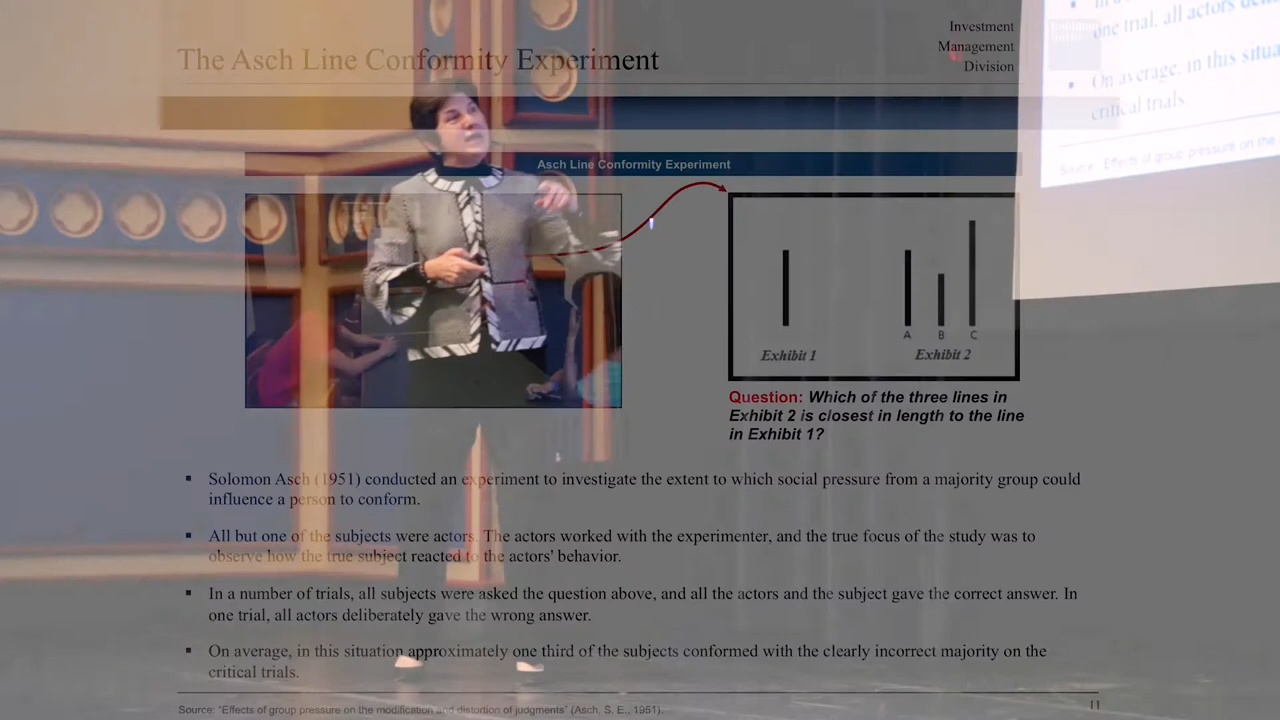 Investment
Management
Division
The Asch Line Conformity Experiment
one trial, all actors
On average, in this
critical trials.
Source: Effects of group pressure on the
Asch Line Conformity Experiment
A B C
Exhibit 1
Exhibit 2
Question: Which of the three lines in
Exhibit 2 is closest in length to the line
in Exhibit 1?
▪ Solomon Asch (1951) conducted an experiment to investigate the extent to which social pressure from a majority group could
influence a person to conform.
▪ All but one of the subjects were actors. The actors worked with the experimenter, and the true focus of the study was to
observe how the true subject reacted to the actors' behavior.
▪ In a number of trials, all subjects were asked the question above, and all the actors and the subject gave the correct answer. In
one trial, all actors deliberately gave the wrong answer.
▪ On average, in this situation approximately one third of the subjects conformed with the clearly incorrect majority on the
critical trials.
Source: “Effects of group pressure on the modification and distortion of judgments” (Asch, S. E., 1951).
11